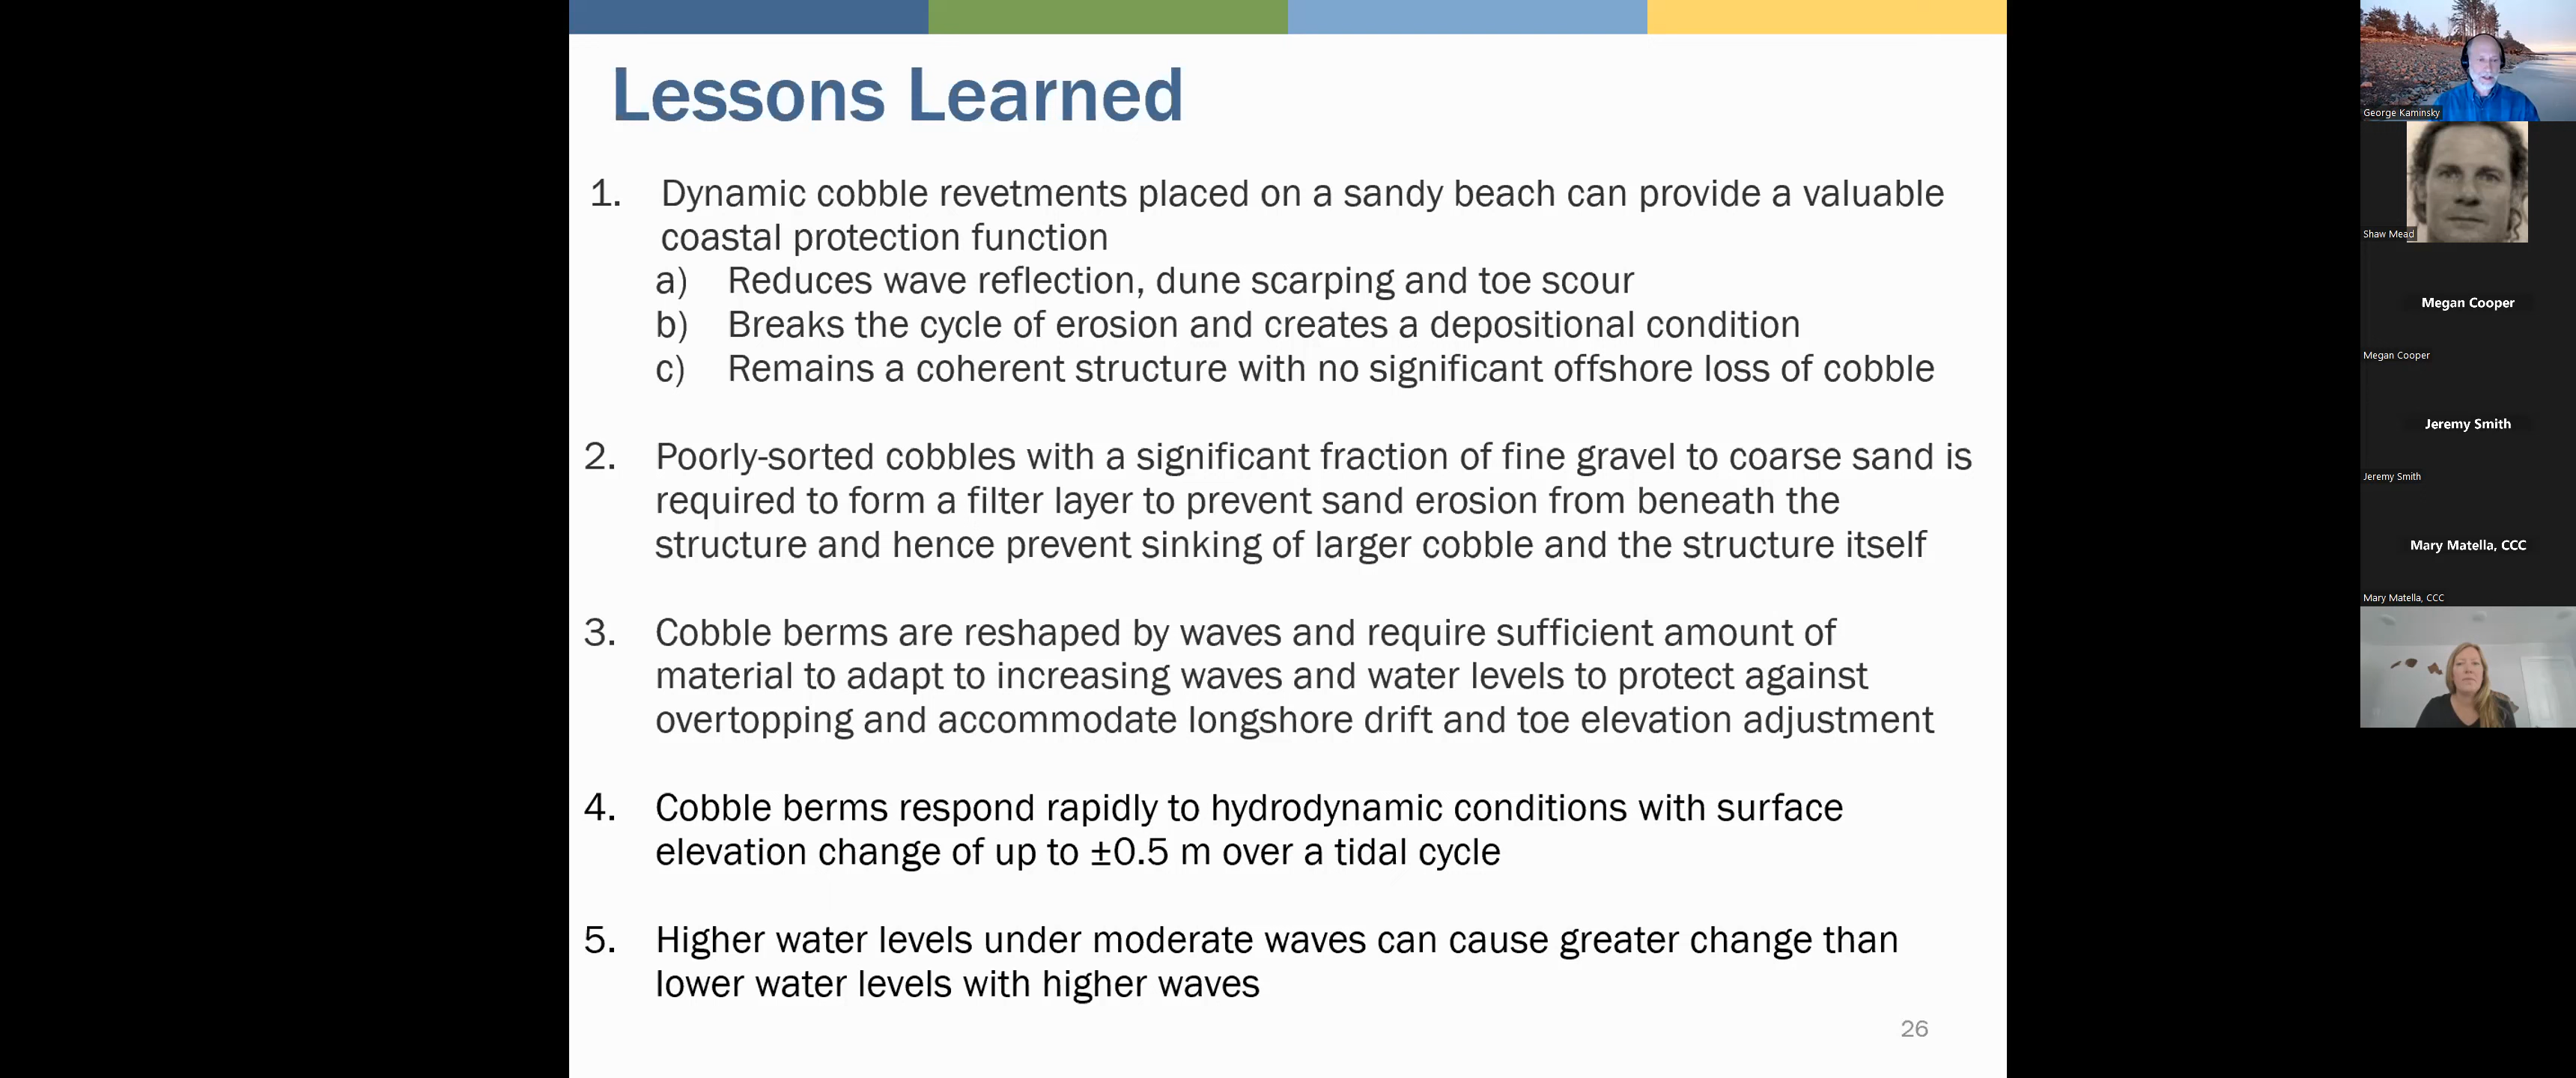 Lessons Learned
1. Dynamic cobble revetments placed on a sandy beach can provide a valuable
coastal protection function
a) Reduces wave reflection, dune scarping and toe scour
b) Breaks the cycle of erosion and creates a depositional condition
c) Remains a coherent structure with no significant offshore loss of cobble
2. Poorly-sorted cobbles with a significant fraction of fine gravel to coarse sand is
required to form a filter layer to prevent sand erosion from beneath the
structure and hence prevent sinking of larger cobble and the structure itself
3. Cobble berms are reshaped by waves and require sufficient amount of
material to adapt to increasing waves and water levels to protect against
overtopping and accommodate longshore drift and toe elevation adjustment
4. Cobble berms respond rapidly to hydrodynamic conditions with surface
elevation change of up to ±0.5 m over a tidal cycle
5. Higher water levels under moderate waves can cause greater change than
lower water levels with higher waves
26
George Kaminsky
Shaw Mead
Megan Cooper
Megan Cooper
Jeremy Smith
Jeremy Smith
Mary Matella, CCC
Mary Matella, CCC